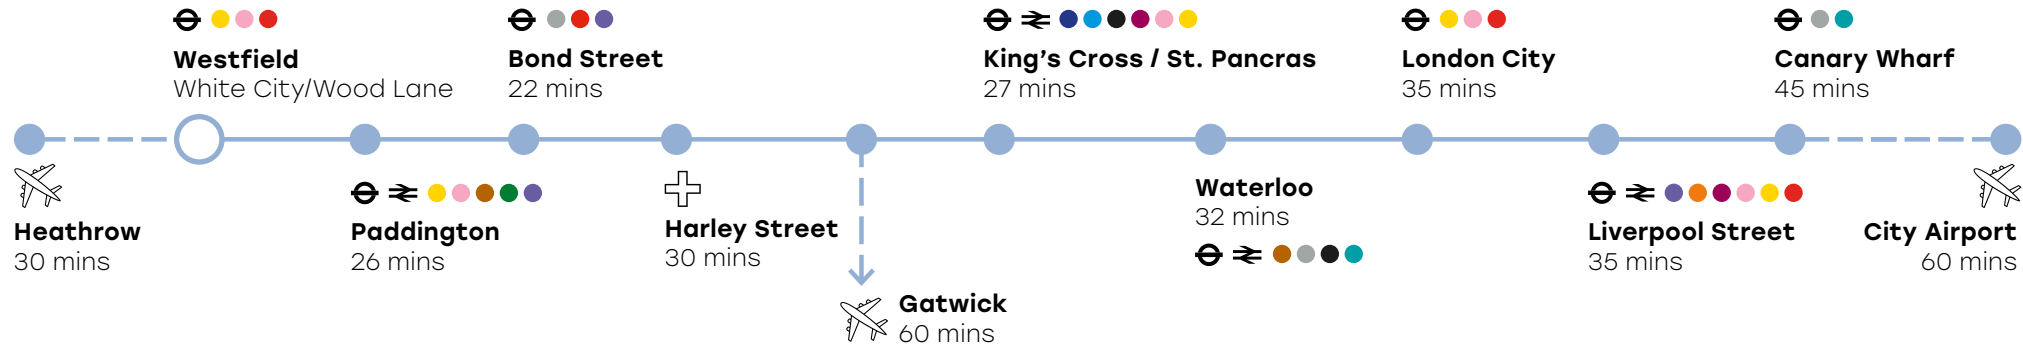 Westfield
White City/Wood Lane
Bond Street
22 mins
King’s Cross / St. Pancras
27 mins
London City
35 mins
Canary Wharf
45 mins
Heathrow
30 mins
Paddington
26 mins
Harley Street
30 mins
Gatwick
60 mins
Waterloo
32 mins
Liverpool Street
35 mins
City Airport
60 mins